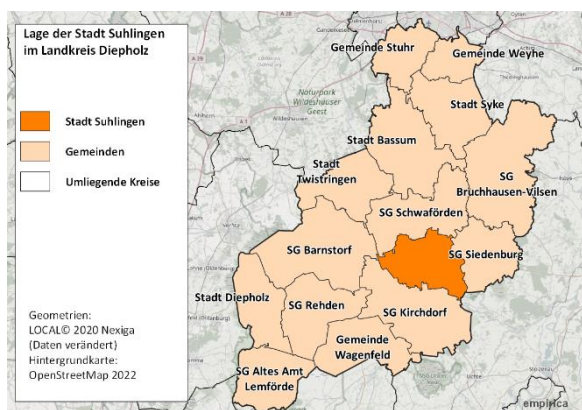 Lage der Stadt Suhlingen
im Landkreis Diepholz
Stadt Suhlingen
Gemeinden
Umliegende Kreise
Geometrien:
LOCAL© 2020 Nexiga
(Daten verändert)
Hintergrundkarte:
OpenStreetMap 2022
Gemeinde Stuhr
Gemeinde Weyhe
Naturpark
Wildeshauser
Geest
Stadt Syke
Stadt Bassum
Stadt
Twistringen
SG
Bruchhausen-Vilsen
SG Schwaförden
SG Barnstorf
SG Siedenburg
Stadt Diepholz
SG Rehden
SG Kirchdorf
Gemeinde
Wagenfeld
SG Altes Amt
Lemförde
empirica